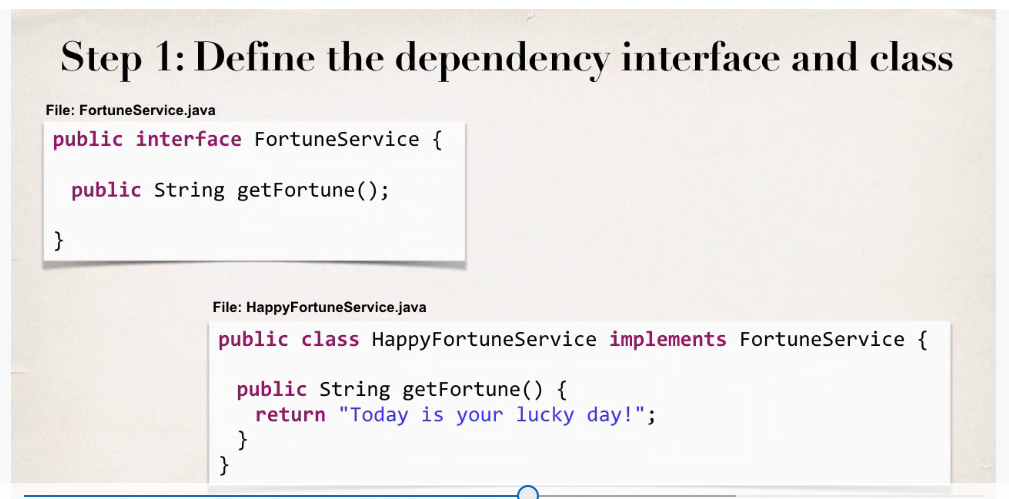 Step 1: Define the dependency interface and class
File: FortuneService.java
public interface FortuneService {
public String getFortune();
}
File: HappyFortuneService.java
public class HappyFortuneService implements FortuneService {
public String getFortune() {
return "Today is your lucky day!";
}
}